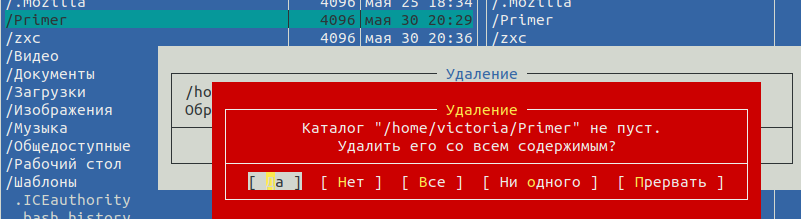 /.mozilla 4096 мая 25 18:34 /.mozilla
/Primer 4096 мая 30 20:29 /Primer
/zxc 4096 мая 30 20:36 /zxc
/Видео
/Документы Удаление
/Загрузки /ho
/Изображения Обр Удаление
/Музыка Каталог "/home/victoria/Primer" не пуст.
/Общедоступные Удалить его со всем содержимым?
/Рабочий стол
/Шаблоны [ Да ] [ Нет ] [ Все ] [ Ни одного ] [ Прервать ]
.ICEauthority
.bash_history